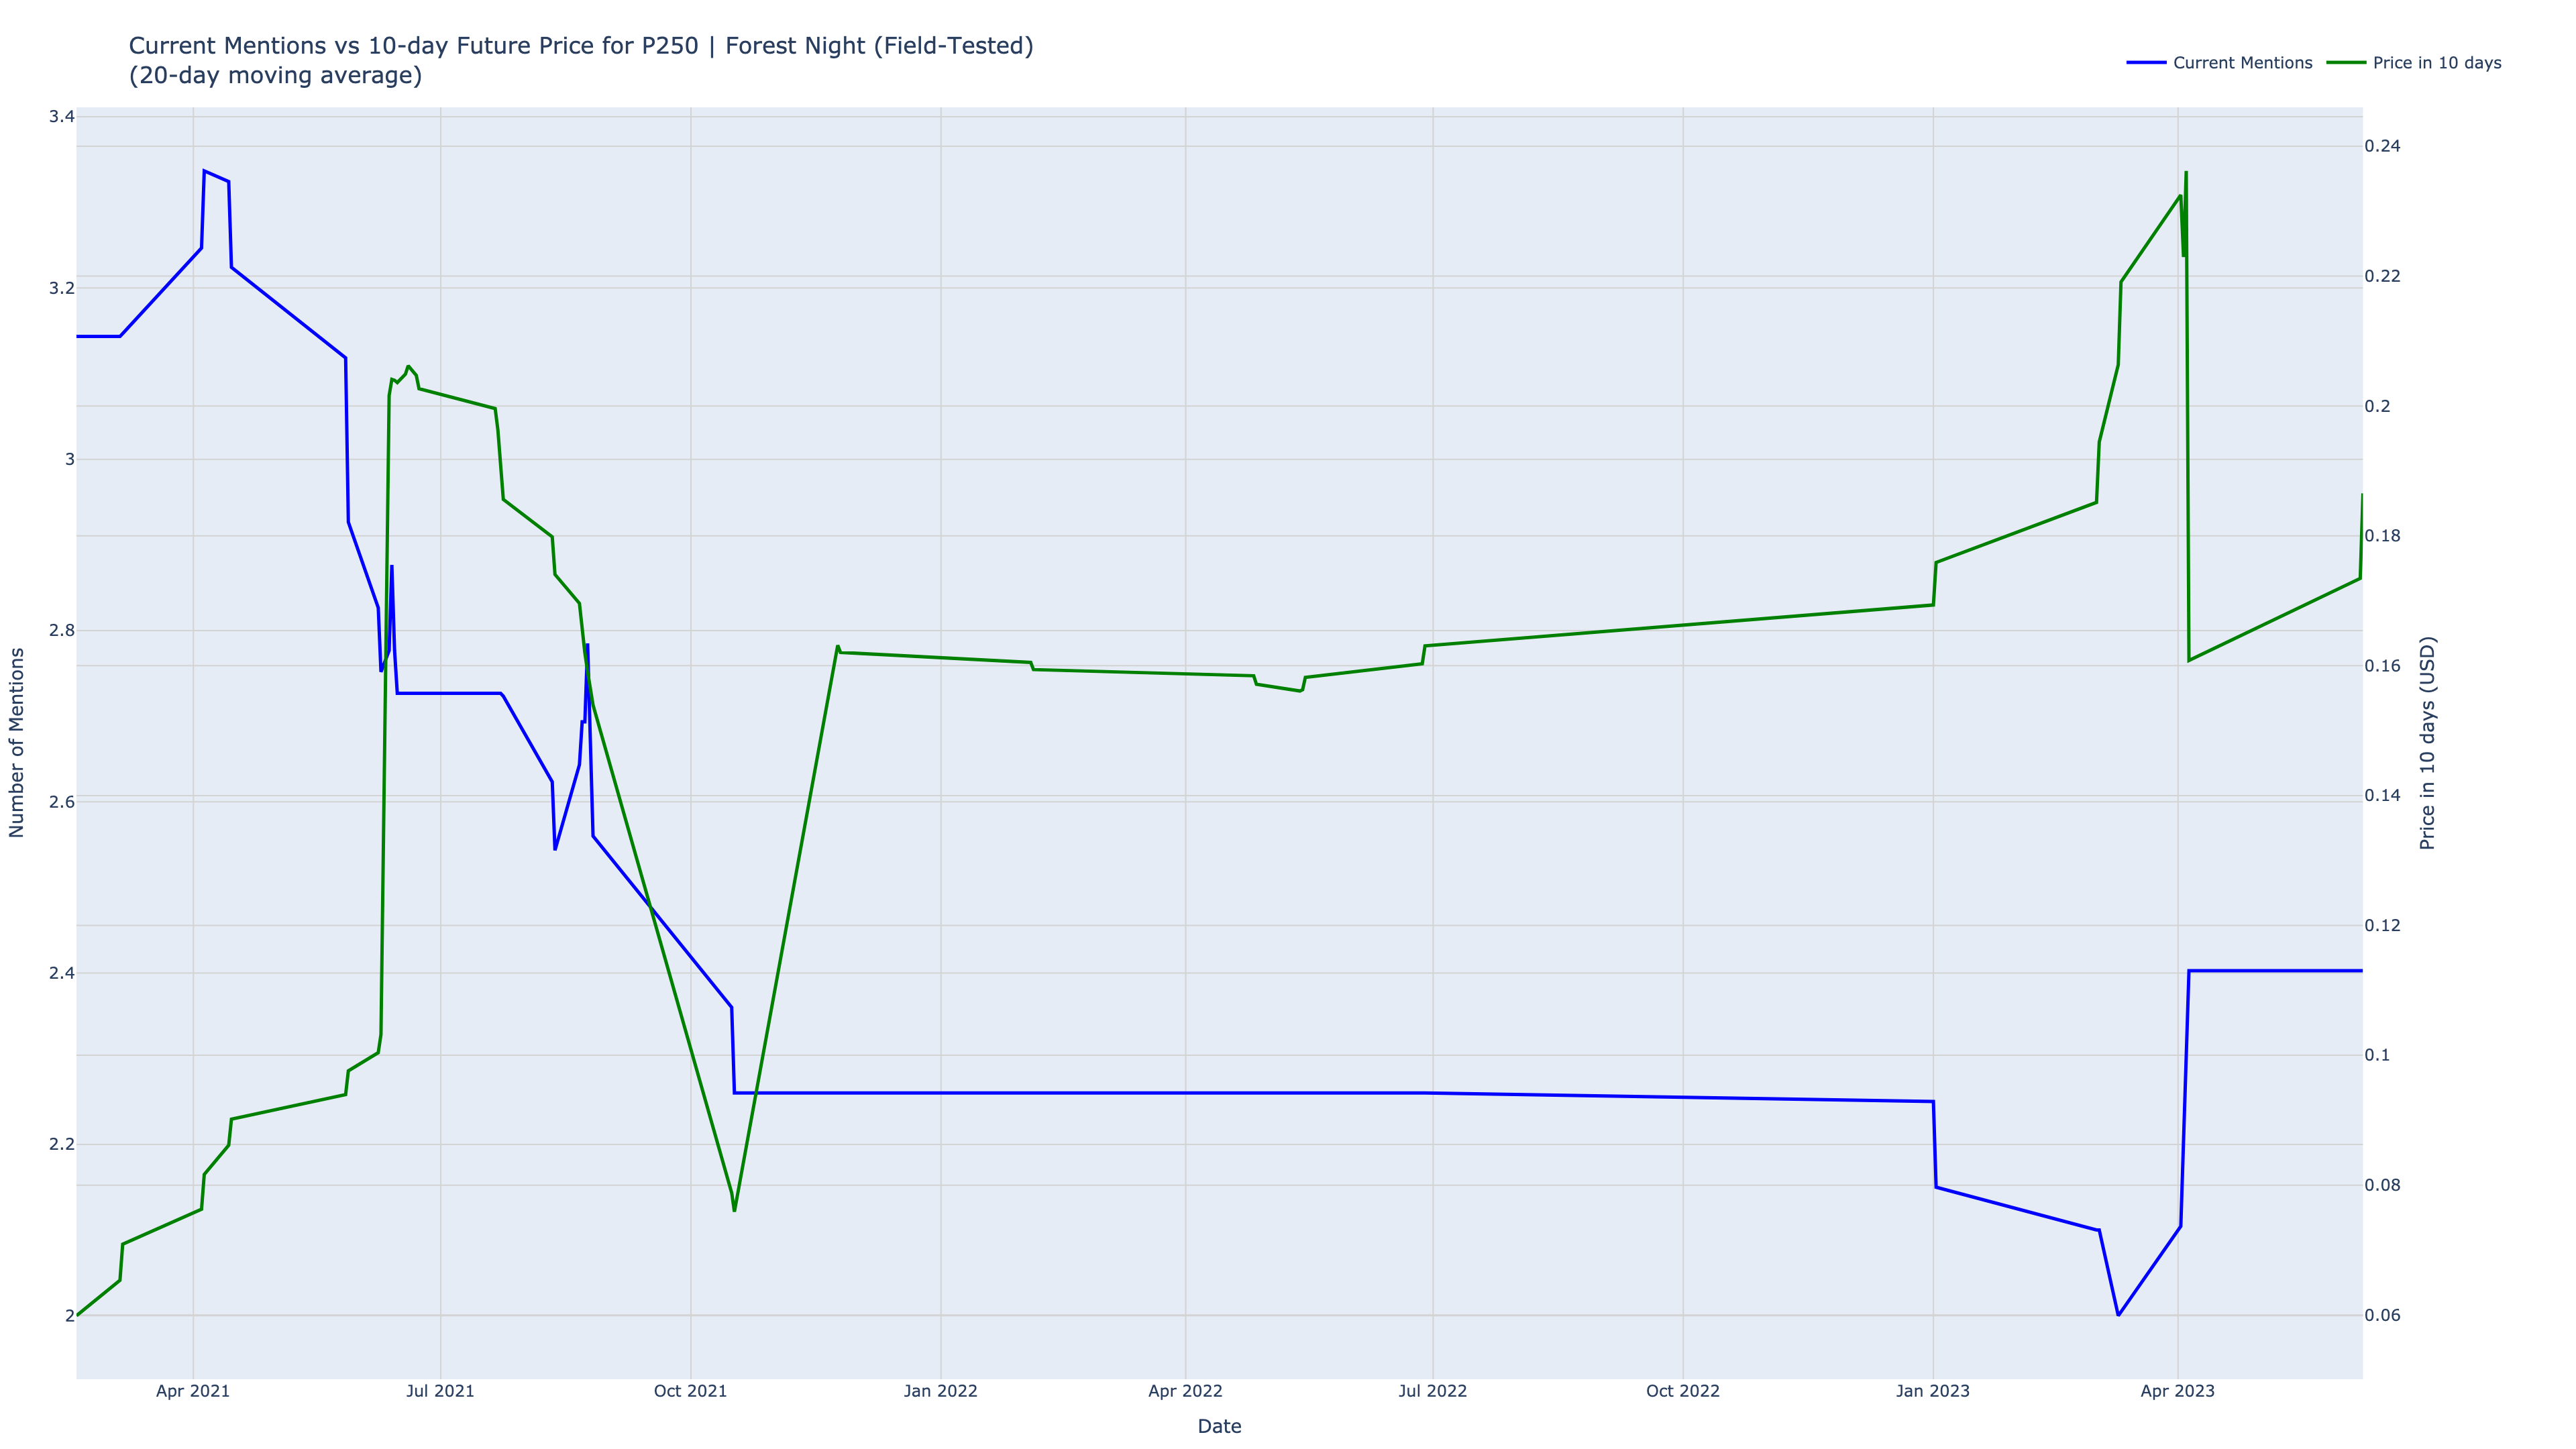 Current Mentions vs 10-day Future Price for P250 | Forest Night (Field-Tested)
(20-day moving average)
Current Mentions
Price in 10 days
3.4
3.2
3
2.8
2.6
2.4
2.2
2
Number of Mentions
0.24
0.22
0.2
0.18
0.16
0.14
0.12
0.1
0.08
0.06
Price in 10 days (USD)
Apr 2021
Jul 2021
Oct 2021
Jan 2022
Apr 2022
Jul 2022
Oct 2022
Jan 2023
Apr 2023
Date